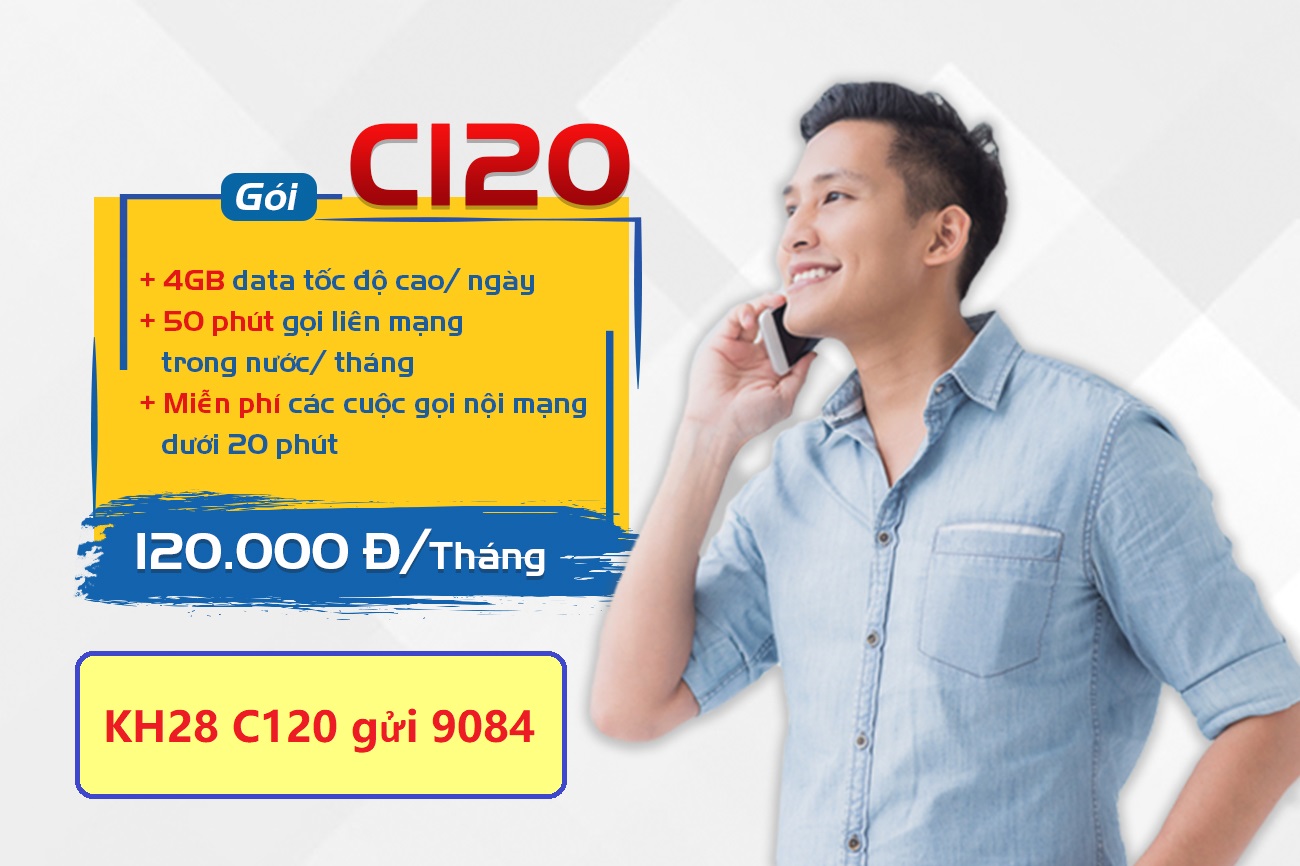 Gói C120
+ 4GB data tốc độ cao/ ngày
+ 50 phút gọi liên mạng
trong nước/ tháng
+ Miễn phí các cuộc gọi nội mạng
dưới 20 phút
120.000 Đ/Tháng
KH28 C120 gửi 9084